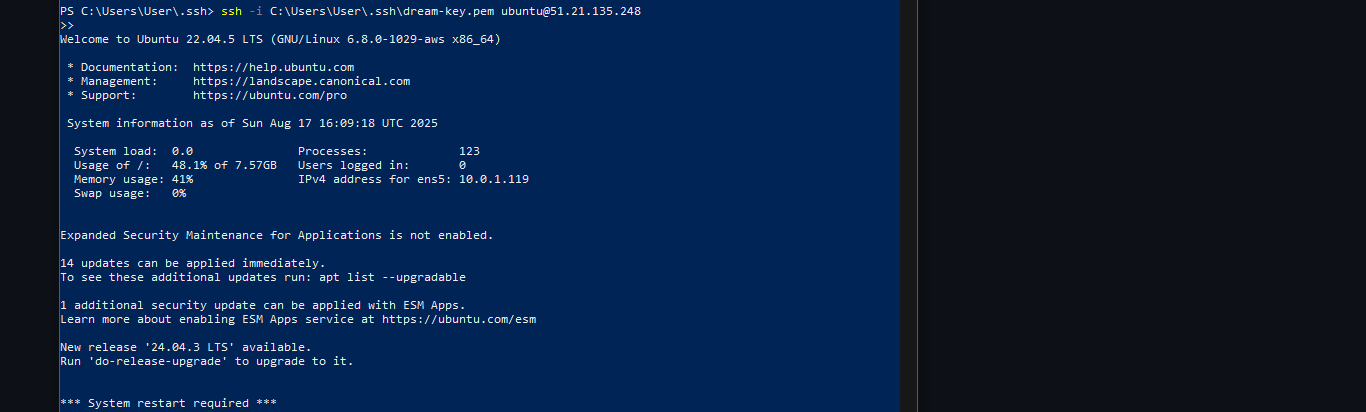 PS C:\Users\User\.ssh> ssh -i C:\Users\User\.ssh\dream-key.pem ubuntu@51.21.135.248
>>
Welcome to Ubuntu 22.04.5 LTS (GNU/Linux 6.8.0-1029-aws x86_64)
* Documentation:  https://help.ubuntu.com
* Management:     https://landscape.canonical.com
* Support:        https://ubuntu.com/pro
System information as of Sun Aug 17 16:09:18 UTC 2025
System load:  0.0               Processes:             123
Usage of /:   48.1% of 7.57GB   Users logged in:       0
Memory usage: 41%               IPv4 address for ens5: 10.0.1.119
Swap usage:   0%
Expanded Security Maintenance for Applications is not enabled.
14 updates can be applied immediately.
To see these additional updates run: apt list --upgradable
1 additional security update can be applied with ESM Apps.
Learn more about enabling ESM Apps service at https://ubuntu.com/esm
New release '24.04.3 LTS' available.
Run 'do-release-upgrade' to upgrade to it.
*** System restart required ***